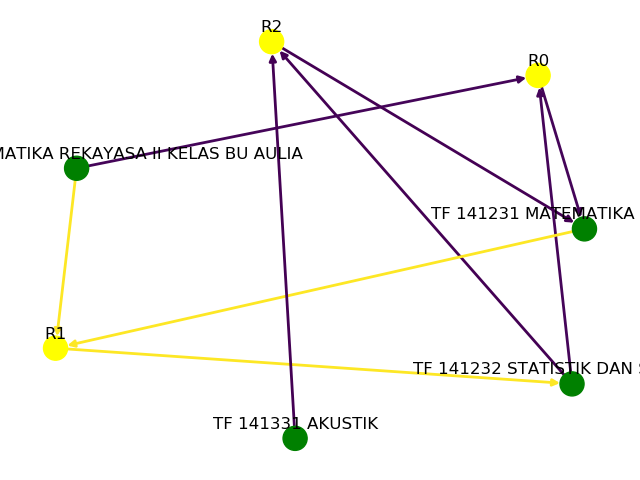 R2
R0
MATIKA REKAYASA II KELAS BU AULIA
TF 141231 MATEMATIKA
R1
TF 141232 STATISTIK DAN
TF 141331 AKUSTIK